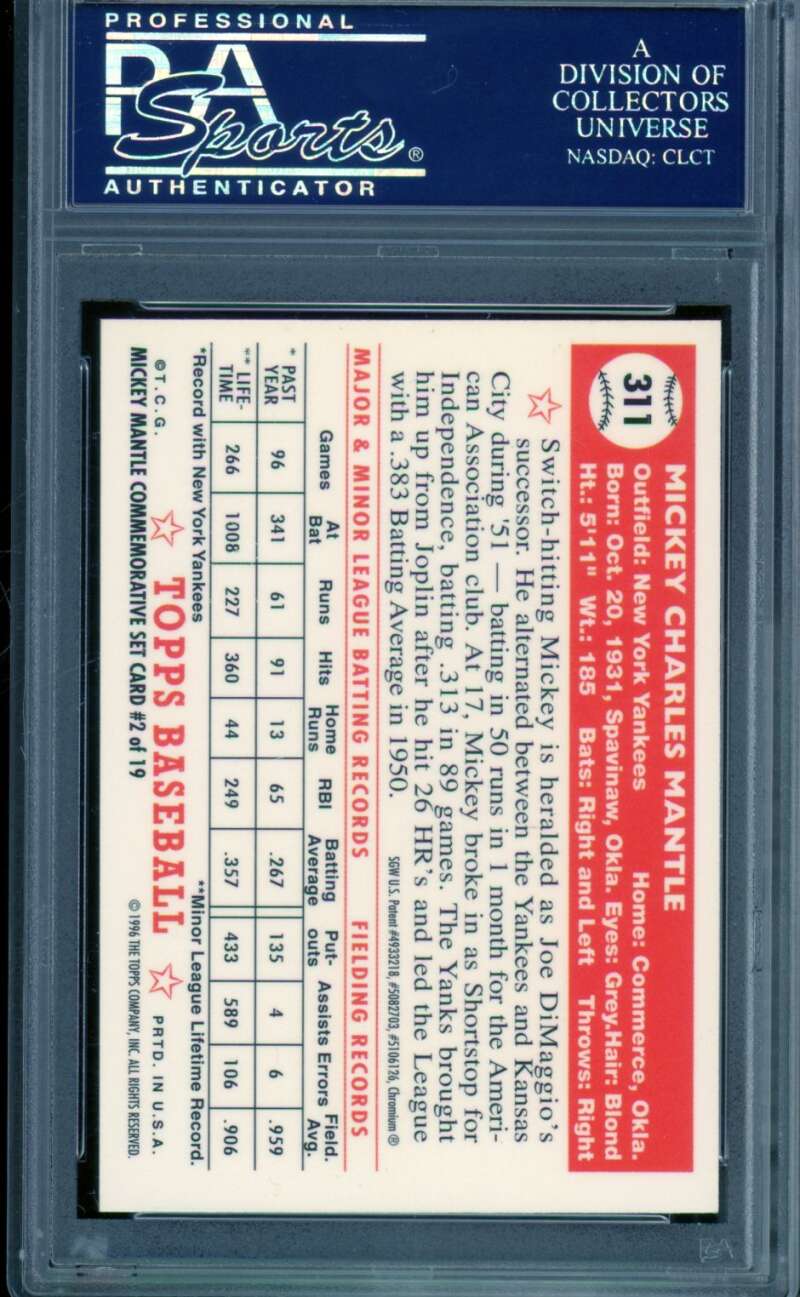 PROFESSIONAL
PSA
Sports®
AUTHENTICATOR
A
DIVISION OF
COLLECTORS
UNIVERSE
NASDAQ: CLCT
311
MICKEY CHARLES MANTLE
Outfield: New York Yankees Home: Commerce, Okla.
Born: Oct. 20, 1931, Spavinaw, Okla. Eyes: Grey.Hair: Blond
Ht.: 5'11" Wt.: 185 Bats: Right and Left Throws: Right
Switch-hitting Mickey is heralded as Joe DiMaggio's
successor. He alternated between the Yankees and Kansas
City during '51 — batting in 50 runs in 1 month for the Ameri-
can Association club. At 17, Mickey broke in as Shortstop for
Independence, batting .313 in 89 games. The Yanks brought
him up from Joplin after he hit 26 HR's and led the League
with a .383 Batting Average in 1950.
SGW U.S. Patent #4933218, #5082703, #5106126, Chromium ®
MAJOR & MINOR LEAGUE BATTING RECORDS FIELDING RECORDS
Games At Bat Runs Hits Home Runs RBI Batting Average Put-outs Assists Errors Field. Avg.
* PAST YEAR 96 341 61 91 13 65 .267 135 4 6 .959
** LIFE-TIME 266 1008 227 360 44 249 .357 433 589 106 .906
*Record with New York Yankees **Minor League Lifetime Record.
©T.C.G. TOPPS BASEBALL PRTD. IN U.S.A.
MICKEY MANTLE COMMEMORATIVE SET CARD #2 of 19 ©1996 THE TOPPS COMPANY, INC. ALL RIGHTS RESERVED.
PSA